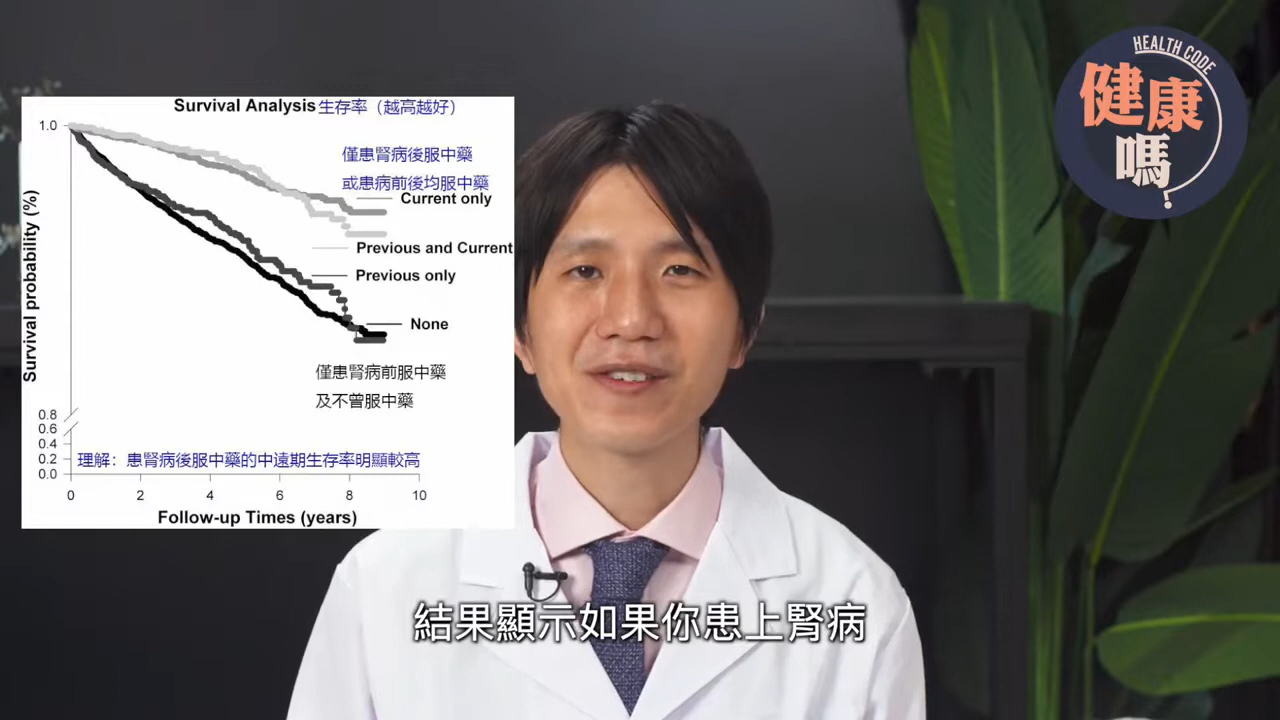 HEALTH CODE
健康
嗎?
Survival Analysis 生存率（越高越好）
1.0
僅患腎病後服中藥
或患病前後均服中藥
Current only
Previous and Current
Previous only
None
Survival probability (%)
僅患腎病前服中藥
及不曾服中藥
0.8
0.6
0.4
0.2
0.0
理解：患腎病後服中藥的中遠期生存率明顯較高
0 2 4 6 8 10
Follow-up Times (years)
結果顯示如果你患上腎病